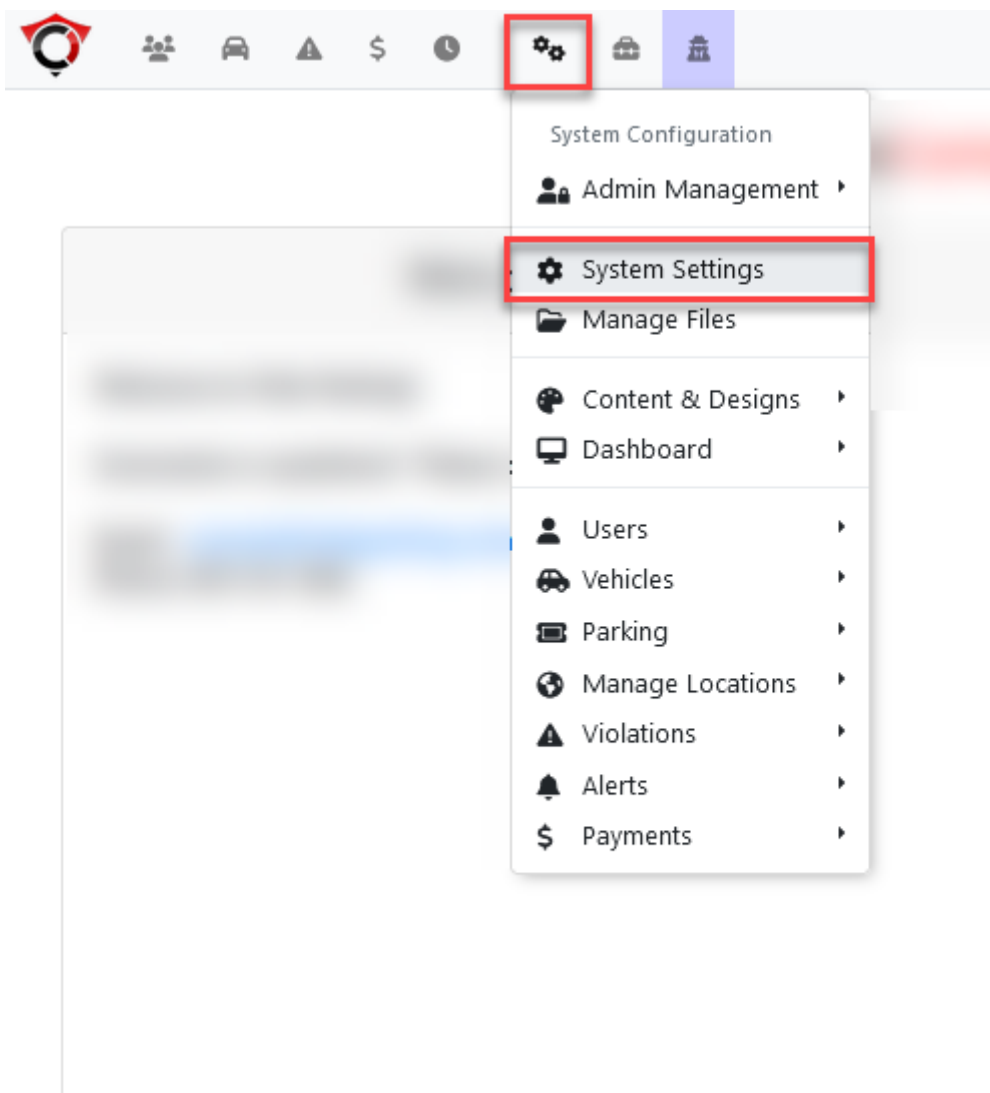 System Configuration
Admin Management
System Settings
Manage Files
Content & Designs
Dashboard
Users
Vehicles
Parking
Manage Locations
Violations
Alerts
Payments